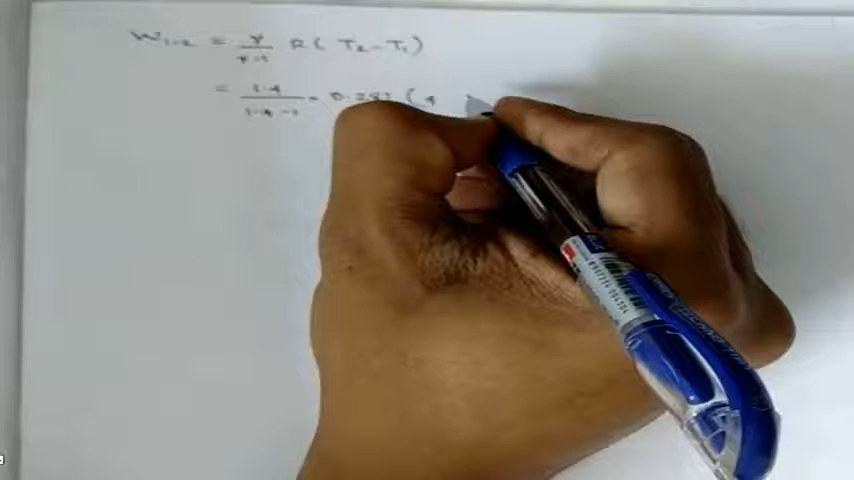 W₁₋₂ = γ/γ-1 R ( T₂ - T₁ )
= 1.4/1.4-1 × 0.287 (